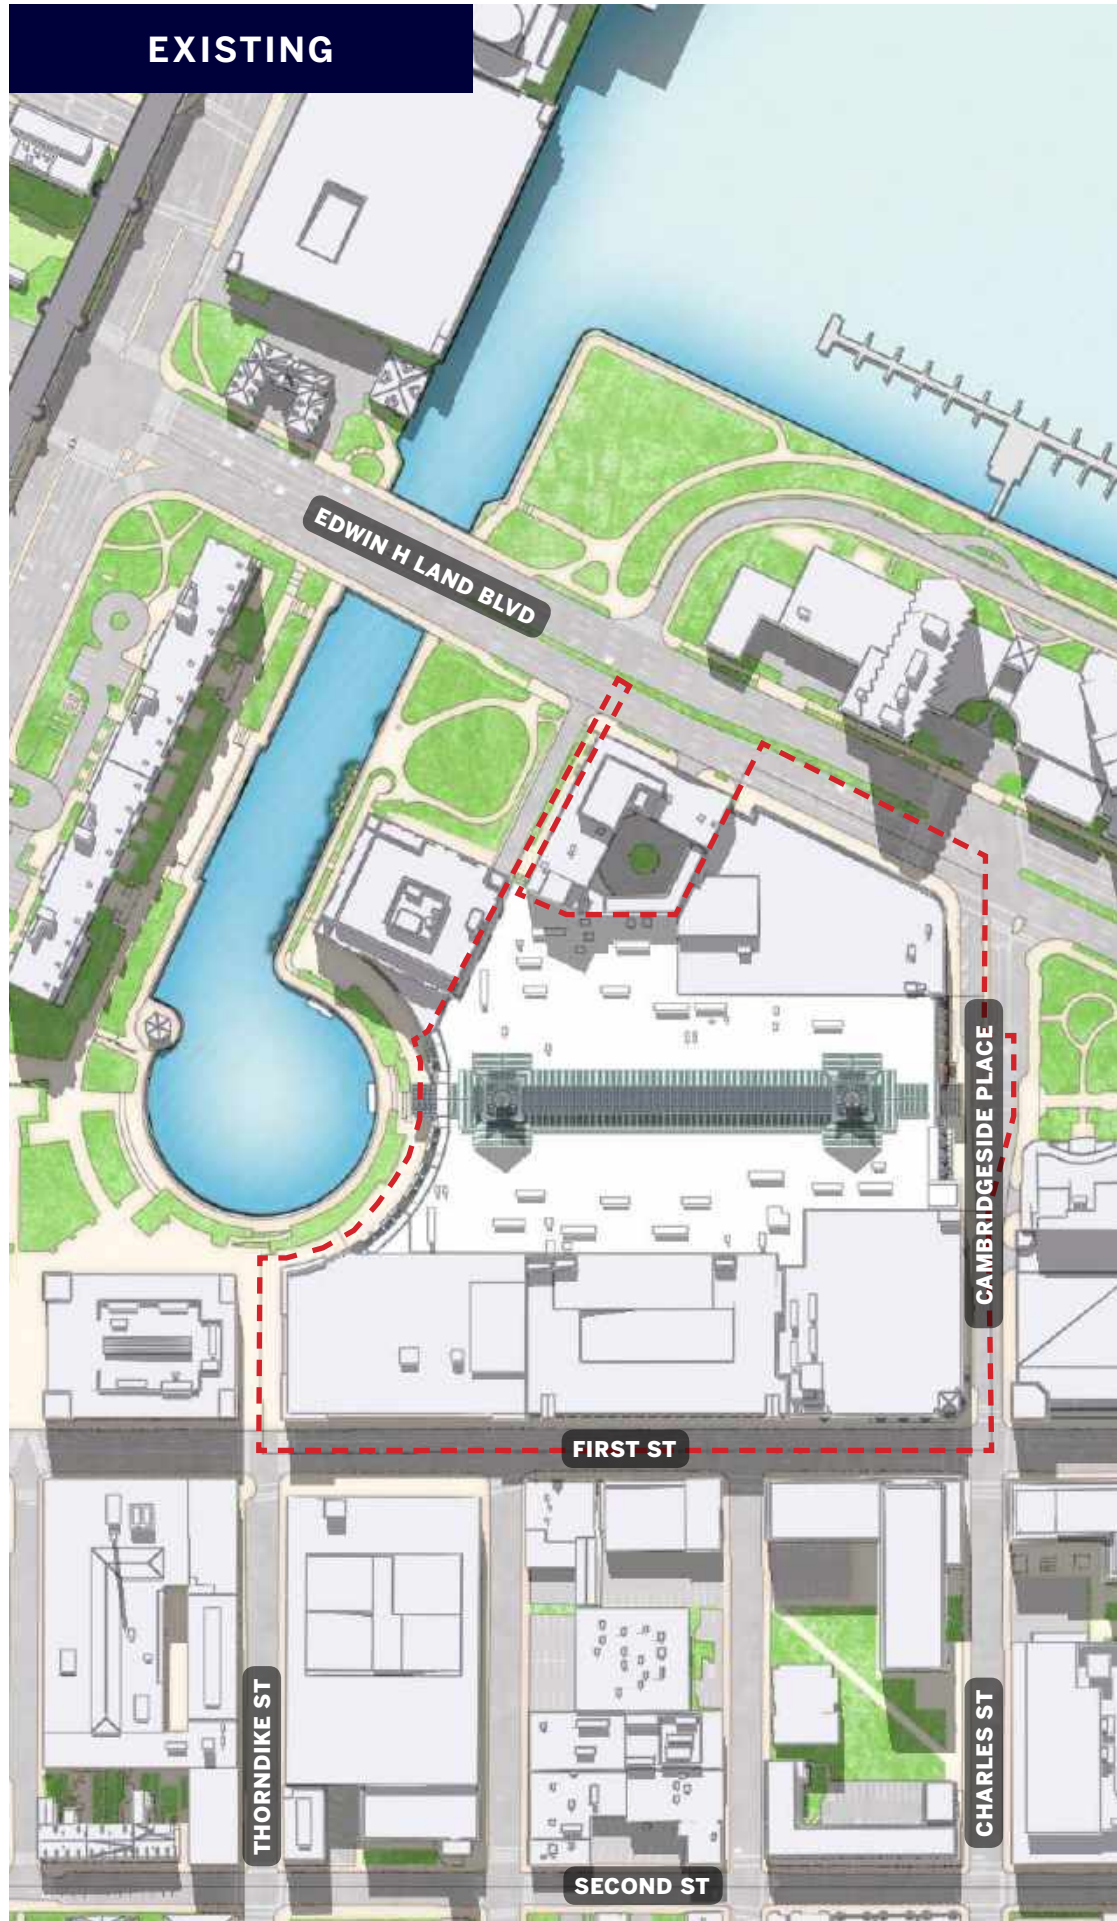 EXISTING
EDWIN H LAND BLVD
CAMBRIDGESIDE PLACE
FIRST ST
THORNDIKE ST
CHARLES ST
SECOND ST